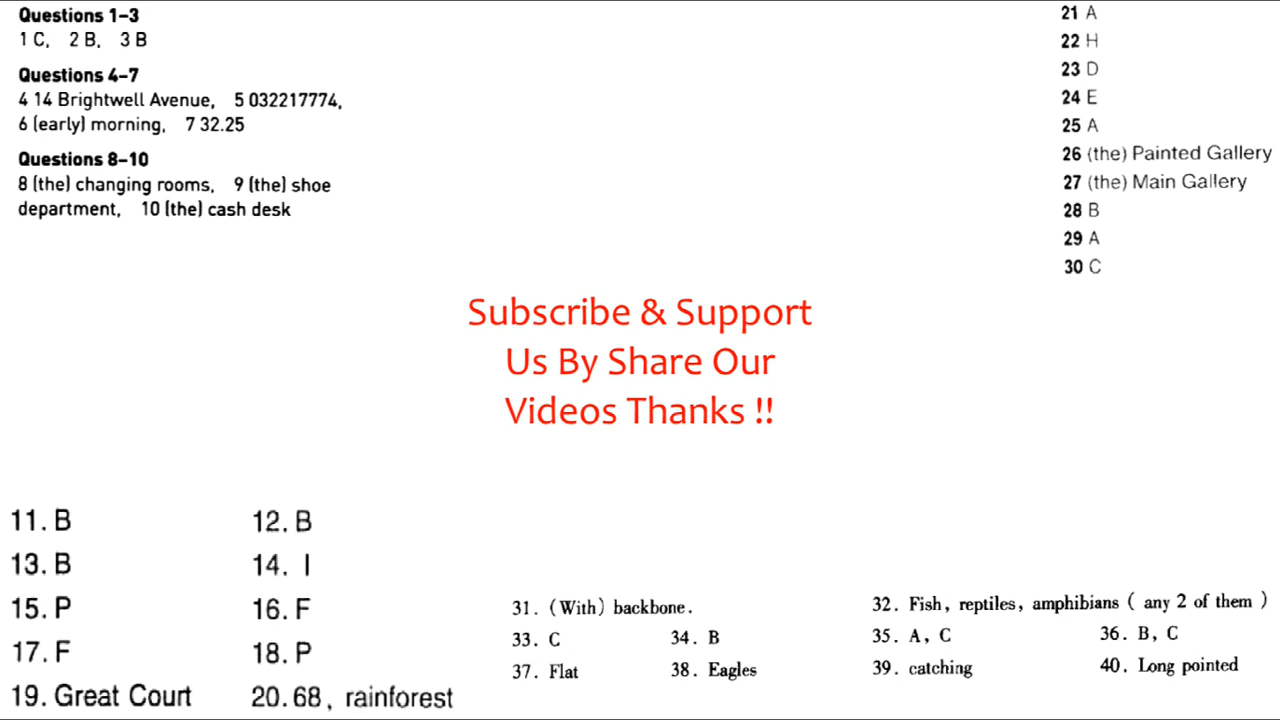 Questions 1–3
1 C, 2 B, 3 B
Questions 4–7
4 14 Brightwell Avenue, 5 032217774,
6 (early) morning, 7 32.25
Questions 8–10
8 (the) changing rooms, 9 (the) shoe
department, 10 (the) cash desk
21 A
22 H
23 D
24 E
25 A
26 (the) Painted Gallery
27 (the) Main Gallery
28 B
29 A
30 C
Subscribe & Support
Us By Share Our
Videos Thanks !!
11. B 12. B
13. B 14. I
15. P 16. F
17. F 18. P
19. Great Court 20. 68, rainforest
31. (With) backbone. 32. Fish, reptiles, amphibians ( any 2 of them )
33. C 34. B 35. A, C 36. B, C
37. Flat 38. Eagles 39. catching 40. Long pointed